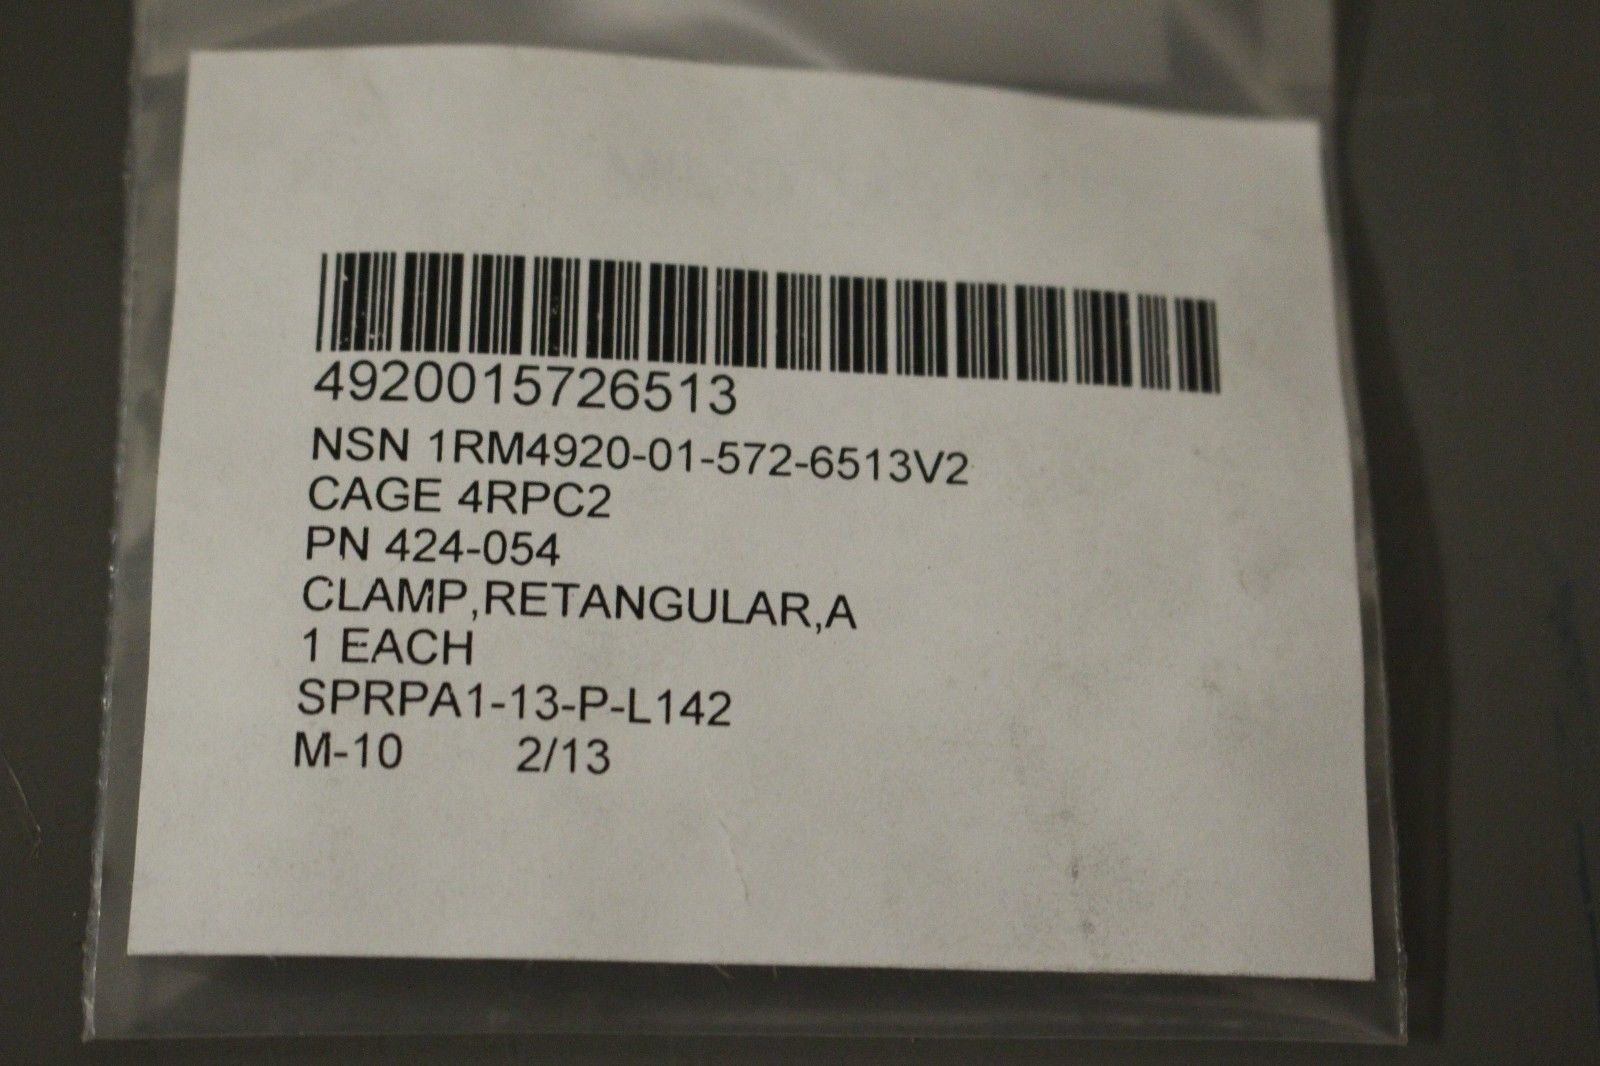 4920015726513
NSN 1RM4920-01-572-6513V2
CAGE 4RPC2
PN 424-054
CLAMP,RETANGULAR,A
1 EACH
SPRPA1-13-P-L142
M-10 2/13